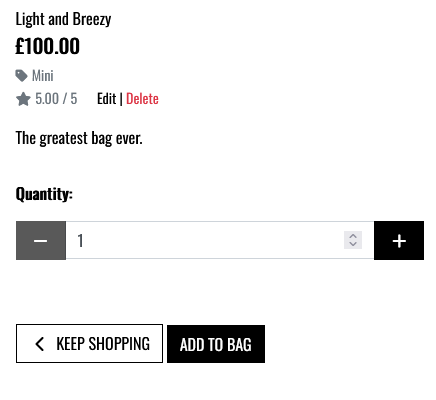 Light and Breezy
£100.00
Mini
5.00 / 5 Edit | Delete
The greatest bag ever.
Quantity:
1
KEEP SHOPPING ADD TO BAG